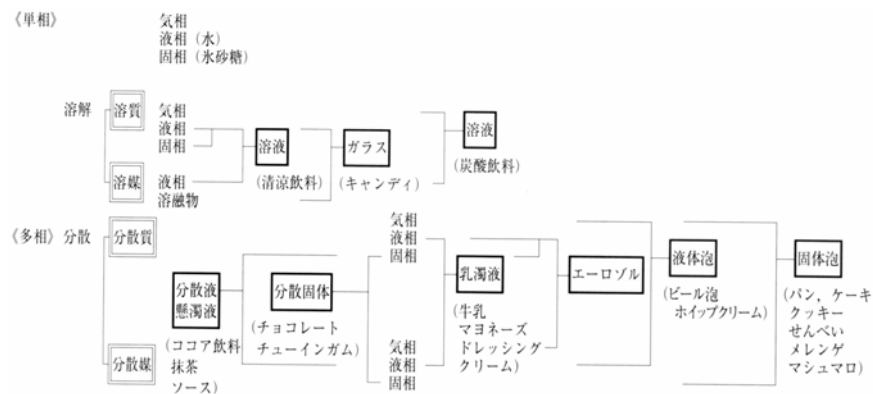 《単相》
気相
液相(水)
固相(氷砂糖)
溶解
溶質
気相
液相
固相
溶媒
液相
溶融物
溶液
(清涼飲料)
ガラス
(キャンディ)
溶液
(炭酸飲料)
《多相》分散
分散質
分散媒
気相
液相
固相
気相
液相
固相
分散液
懸濁液
(ココア飲料
抹茶
ソース)
分散固体
(チョコレート
チューインガム)
乳濁液
(牛乳
マヨネーズ
ドレッシング
クリーム)
エーロゾル
液体泡
(ビール泡
ホイップクリーム)
固体泡
(パン,ケーキ
クッキー
せんべい
メレンゲ
マシュマロ)